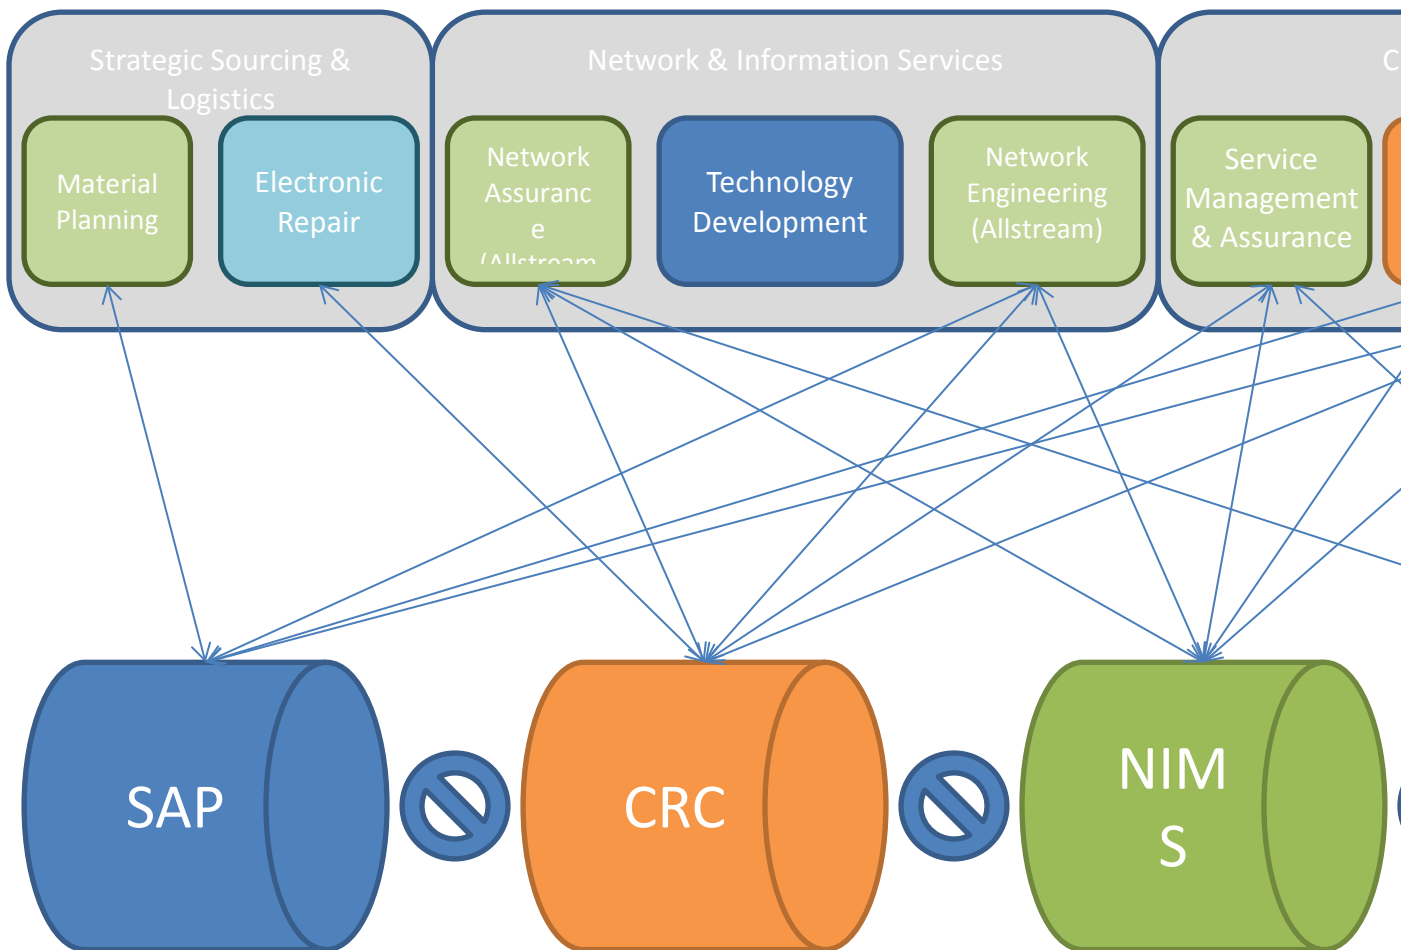 Strategic Sourcing &
Logistics
Network & Information Services
C
Material
Planning
Electronic
Repair
Network
Assuranc
e
(Allstream
Technology
Development
Network
Engineering
(Allstream)
Service
Management
& Assurance
SAP
CRC
NIM
S